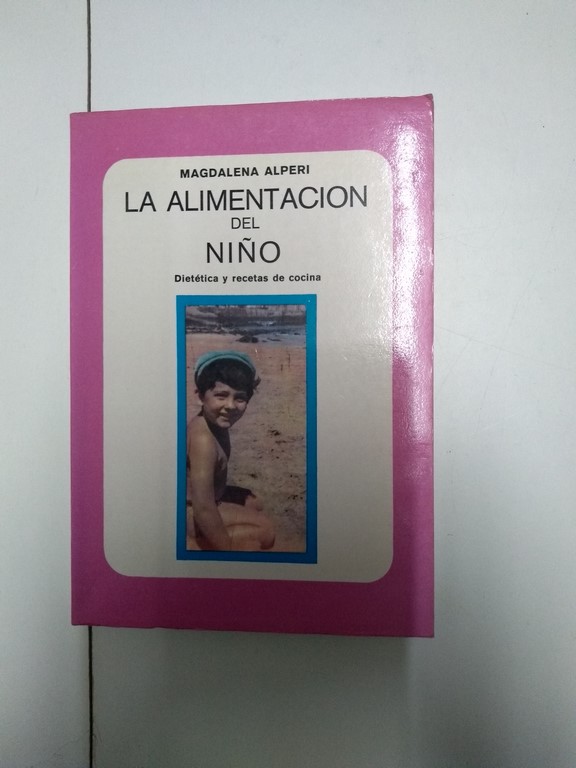 MAGDALENA ALPERI
LA ALIMENTACION
DEL
NIÑO
Dietética y recetas de cocina